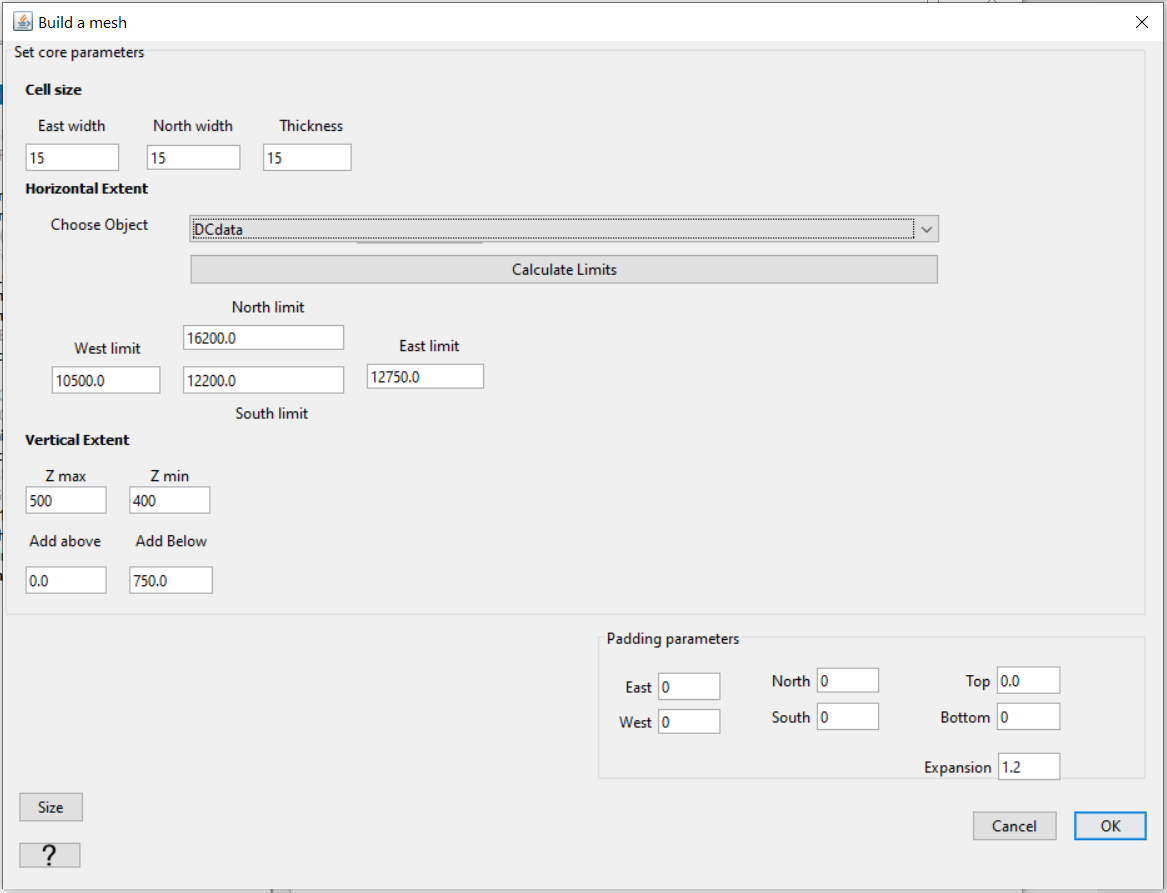 Build a mesh
Set core parameters
Cell size
East width North width Thickness
15 15 15
Horizontal Extent
Choose Object DCdata
Calculate Limits
North limit
16200.0
West limit East limit
10500.0 12200.0 12750.0
South limit
Vertical Extent
Z max Z min
500 400
Add above Add Below
0.0 750.0
Padding parameters
East 0 North 0 Top 0.0
West 0 South 0 Bottom 0
Expansion 1.2
Size
Cancel OK
?